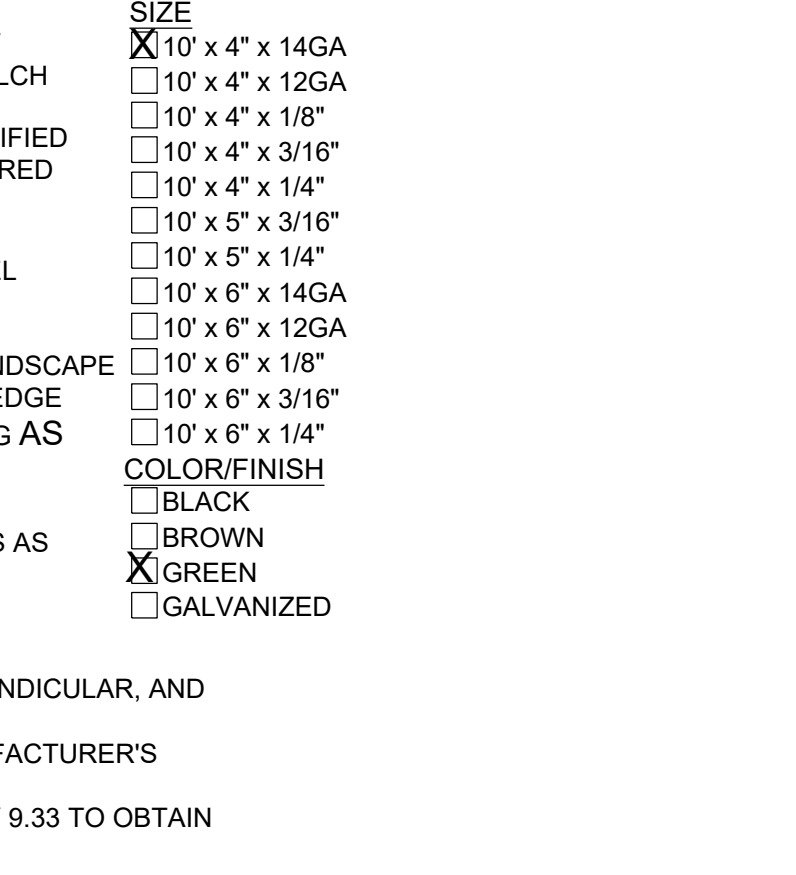 SIZE
X 10' x 4" x 14GA
LCH
10' x 4" x 12GA
10' x 4" x 1/8"
IFIED
10' x 4" x 3/16"
RED
10' x 4" x 1/4"
10' x 5" x 3/16"
10' x 5" x 1/4"
EL
10' x 6" x 14GA
10' x 6" x 12GA
NDSCAPE
10' x 6" x 1/8"
EDGE
10' x 6" x 3/16"
G AS
10' x 6" x 1/4"
COLOR/FINISH
BLACK
BROWN
S AS
X GREEN
GALVANIZED
NDICULAR, AND
FACTURER'S
9.33 TO OBTAIN